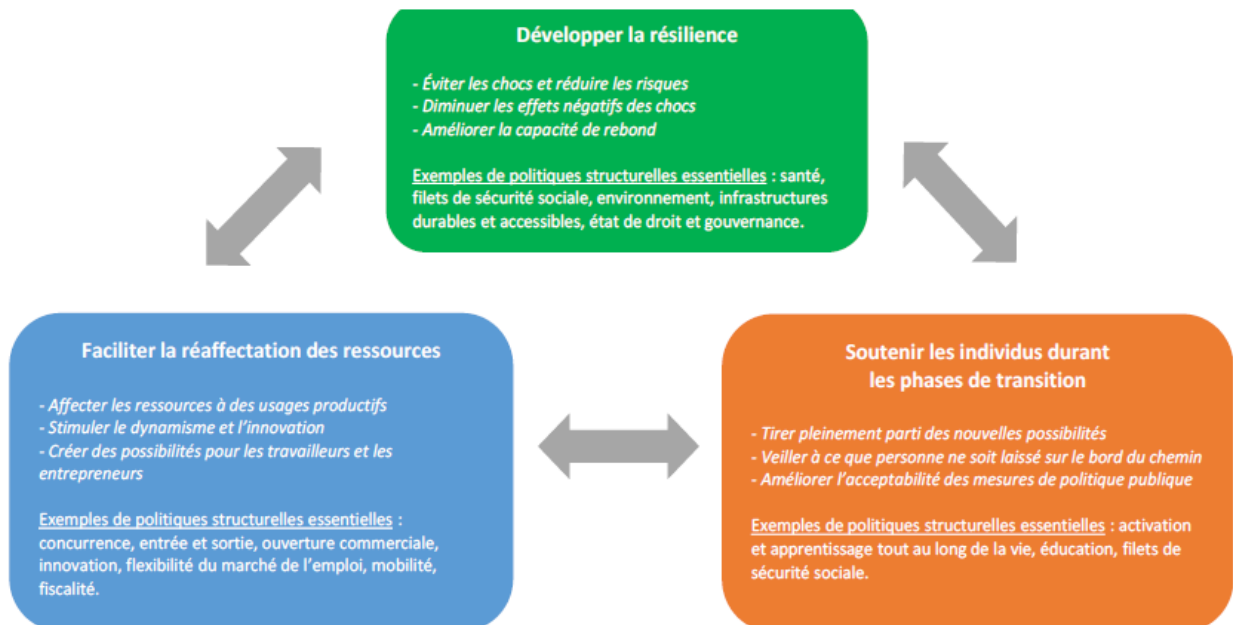 Développer la résilience
- Éviter les chocs et réduire les risques
- Diminuer les effets négatifs des chocs
- Améliorer la capacité de rebond
Exemples de politiques structurelles essentielles : santé,
filets de sécurité sociale, environnement, infrastructures
durables et accessibles, état de droit et gouvernance.
Faciliter la réaffectation des ressources
- Affecter les ressources à des usages productifs
- Stimuler le dynamisme et l'innovation
- Créer des possibilités pour les travailleurs et les
entrepreneurs
Exemples de politiques structurelles essentielles :
concurrence, entrée et sortie, ouverture commerciale,
innovation, flexibilité du marché de l'emploi, mobilité,
fiscalité.
Soutenir les individus durant
les phases de transition
- Tirer pleinement parti des nouvelles possibilités
- Veiller à ce que personne ne soit laissé sur le bord du chemin
- Améliorer l'acceptabilité des mesures de politique publique
Exemples de politiques structurelles essentielles : activation
et apprentissage tout au long de la vie, éducation, filets de
sécurité sociale.